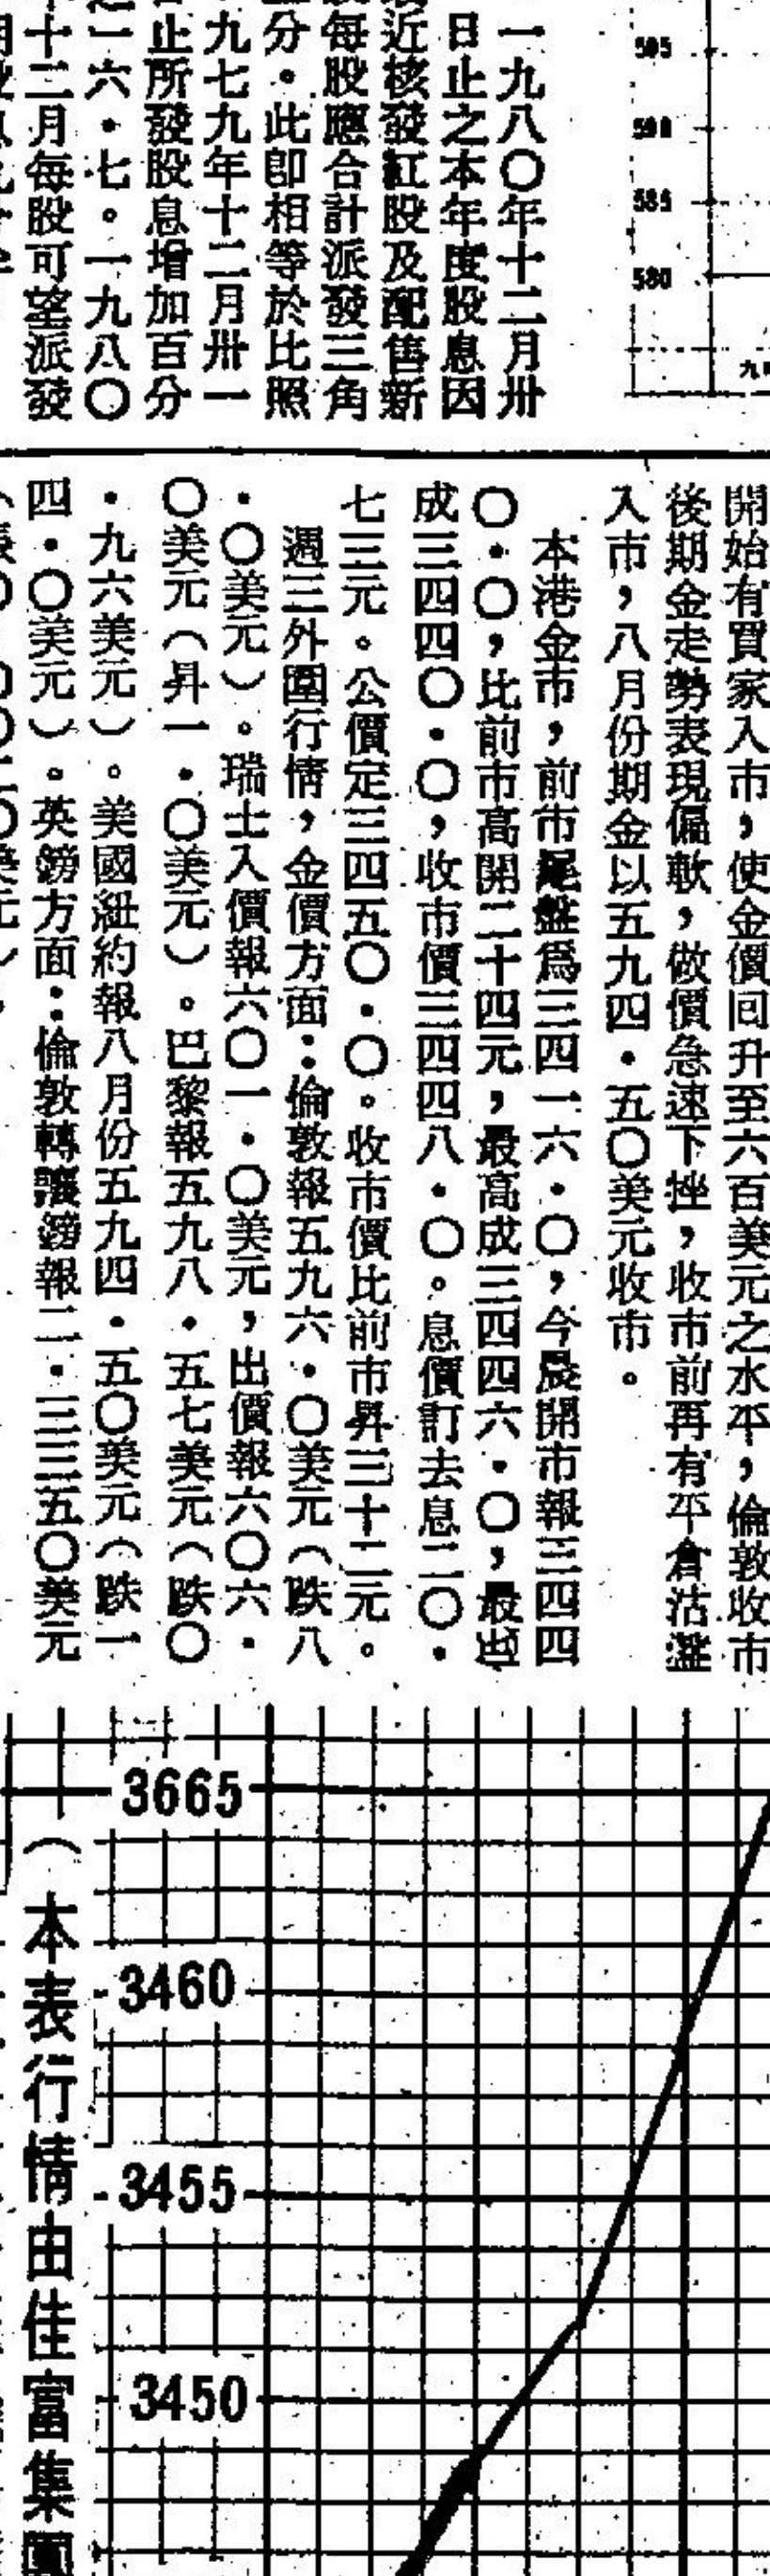 595
590
585
580
一九八〇年十二月卅
日止之本年度股息因
近核發紅股及配售新
每股應合計派發三角
分。此即相等於比照
九七九年十二月卅一
止所發股息增加百分
一六・七。一九八〇
十二月每股可望派發
開始有買家入市，使金價回升至六百美元之水平，倫敦收市
後期金走勢表現偏軟，做價急速下挫，收市前再有平倉沽盤
入市，八月份期金以五九四・五〇美元收市。
本港金市，前市尾盤為三四一六・〇，今晨開市報三四四
〇・〇，比前市高開二十四元，最高成三四四六・〇，最低
成三四四〇・〇，收市價三四四八・〇。息價訂去息二〇・
七三元。公價定三四五〇・〇。收市價比前市昇三十二元。
週三外圍行情，金價方面：倫敦報五九六・〇美元（跌八
・〇美元）。瑞士入價報六〇一・〇美元，出價報六〇六・
〇美元（昇一・〇美元）。巴黎報五九八・五七美元（跌〇
・九六美元）。美國紐約報八月份五九四・五〇美元（跌一
四・〇美元）。英鎊方面：倫敦轉讓鎊報二・三三五〇美元
3665
3460
3455
3450
（本表行情由佳富集團